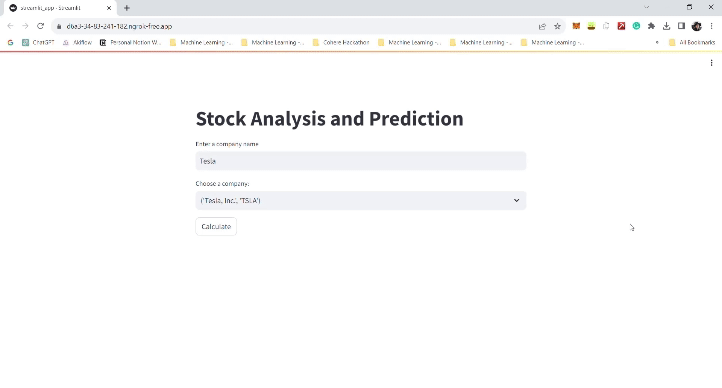 streamlit_app · Streamlit
d6a3-34-83-241-182.ngrok-free.app
ChatGPT
Akiflow
Personal Notion W...
Machine Learning -...
Machine Learning -...
Cohere Hackathon
Machine Learning -...
Machine Learning -...
Machine Learning -...
»
All Bookmarks
Stock Analysis and Prediction
Enter a company name
Tesla
Choose a company:
('Tesla, Inc.', 'TSLA')
Calculate